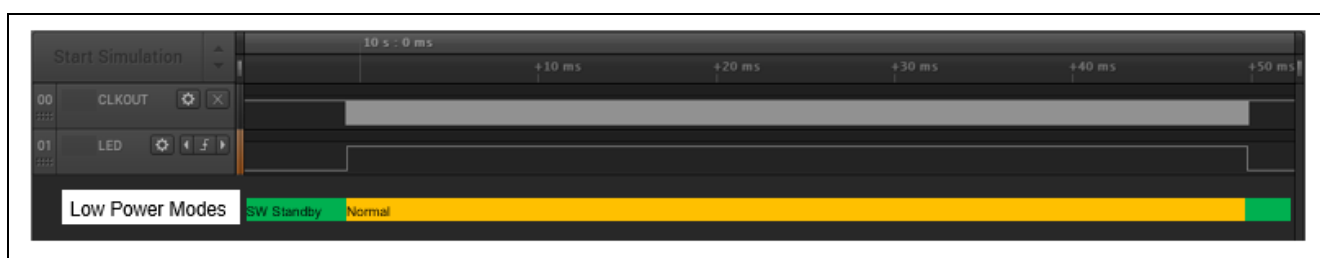 10 s : 0 ms
Start Simulation
+10 ms +20 ms +30 ms +40 ms +50 ms
00 CLKOUT
01 LED
Low Power Modes SW Standby Normal